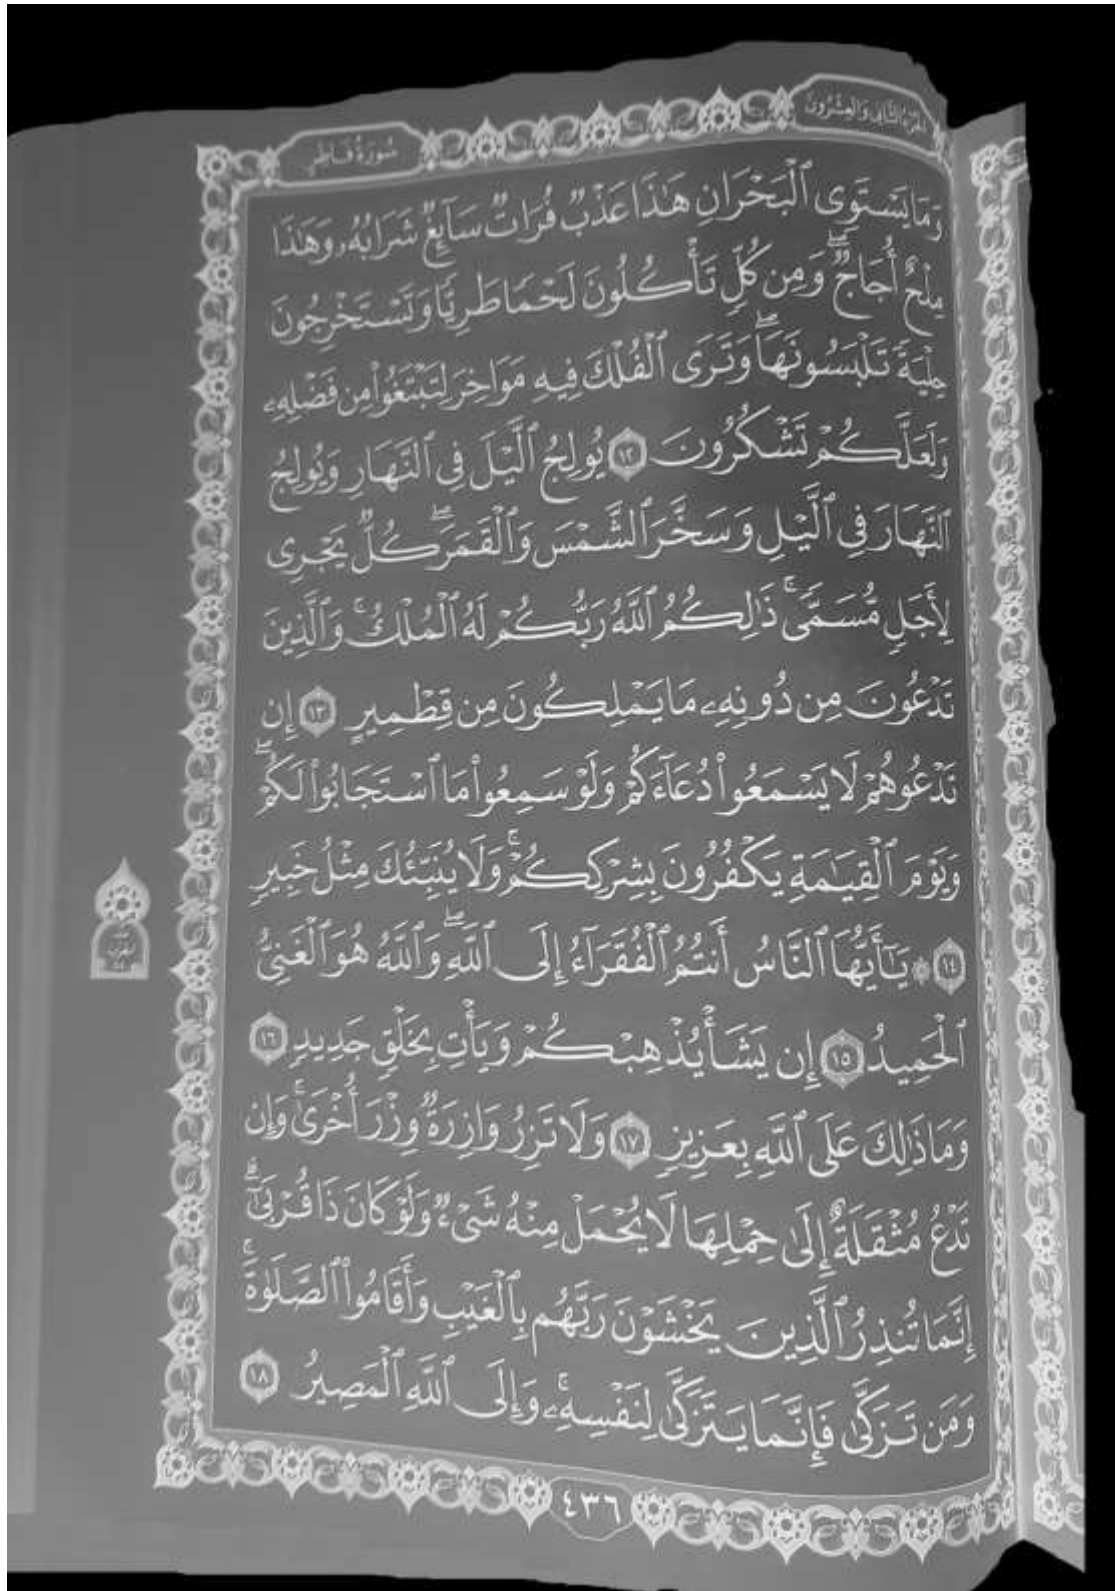 الجزء الثاني والعشرون
سورة فاطر
وَمَا يَسْتَوِى ٱلْبَحْرَانِ هَٰذَا عَذْبٌ فُرَاتٌ سَآئِغٌ شَرَابُهُۥ وَهَٰذَا
مِلْحٌ أُجَاجٌ ۖ وَمِن كُلٍّ تَأْكُلُونَ لَحْمًا طَرِيًّا وَتَسْتَخْرِجُونَ
حِلْيَةً تَلْبَسُونَهَا ۖ وَتَرَى ٱلْفُلْكَ فِيهِ مَوَاخِرَ لِتَبْتَغُوا۟ مِن فَضْلِهِۦ
وَلَعَلَّكُمْ تَشْكُرُونَ ١٢ يُولِجُ ٱلَّيْلَ فِى ٱلنَّهَارِ وَيُولِجُ
ٱلنَّهَارَ فِى ٱلَّيْلِ وَسَخَّرَ ٱلشَّمْسَ وَٱلْقَمَرَ ۖ كُلٌّ يَجْرِى
لِأَجَلٍ مُّسَمًّى ۚ ذَٰلِكُمُ ٱللَّهُ رَبُّكُمْ لَهُ ٱلْمُلْكُ ۚ وَٱلَّذِينَ
تَدْعُونَ مِن دُونِهِۦ مَا يَمْلِكُونَ مِن قِطْمِيرٍ ١٣ إِن
تَدْعُوهُمْ لَا يَسْمَعُوا۟ دُعَآءَكُمْ وَلَوْ سَمِعُوا۟ مَا ٱسْتَجَابُوا۟ لَكُمْ ۖ
وَيَوْمَ ٱلْقِيَٰمَةِ يَكْفُرُونَ بِشِرْكِكُمْ ۚ وَلَا يُنَبِّئُكَ مِثْلُ خَبِيرٍ
١٤ ۞ يَٰٓأَيُّهَا ٱلنَّاسُ أَنتُمُ ٱلْفُقَرَآءُ إِلَى ٱللَّهِ ۖ وَٱللَّهُ هُوَ ٱلْغَنِىُّ
ٱلْحَمِيدُ ١٥ إِن يَشَأْ يُذْهِبْكُمْ وَيَأْتِ بِخَلْقٍ جَدِيدٍ ١٦
وَمَا ذَٰلِكَ عَلَى ٱللَّهِ بِعَزِيزٍ ١٧ وَلَا تَزِرُ وَازِرَةٌ وِزْرَ أُخْرَىٰ ۚ وَإِن
تَدْعُ مُثْقَلَةٌ إِلَىٰ حِمْلِهَا لَا يُحْمَلْ مِنْهُ شَىْءٌ وَلَوْ كَانَ ذَا قُرْبَىٰٓ ۗ
إِنَّمَا تُنذِرُ ٱلَّذِينَ يَخْشَوْنَ رَبَّهُم بِٱلْغَيْبِ وَأَقَامُوا۟ ٱلصَّلَوٰةَ ۚ
وَمَن تَزَكَّىٰ فَإِنَّمَا يَتَزَكَّىٰ لِنَفْسِهِۦ ۚ وَإِلَى ٱللَّهِ ٱلْمَصِيرُ ١٨
٤٣٦